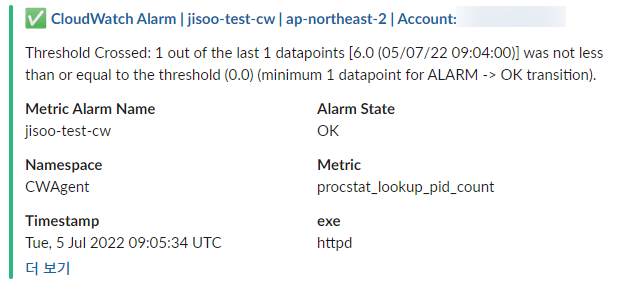 ✅ CloudWatch Alarm | jisoo-test-cw | ap-northeast-2 | Account:
Threshold Crossed: 1 out of the last 1 datapoints [6.0 (05/07/22 09:04:00)] was not less
than or equal to the threshold (0.0) (minimum 1 datapoint for ALARM -> OK transition).
Metric Alarm Name
Alarm State
jisoo-test-cw
OK
Namespace
Metric
CWAgent
procstat_lookup_pid_count
Timestamp
exe
Tue, 5 Jul 2022 09:05:34 UTC
httpd
더 보기